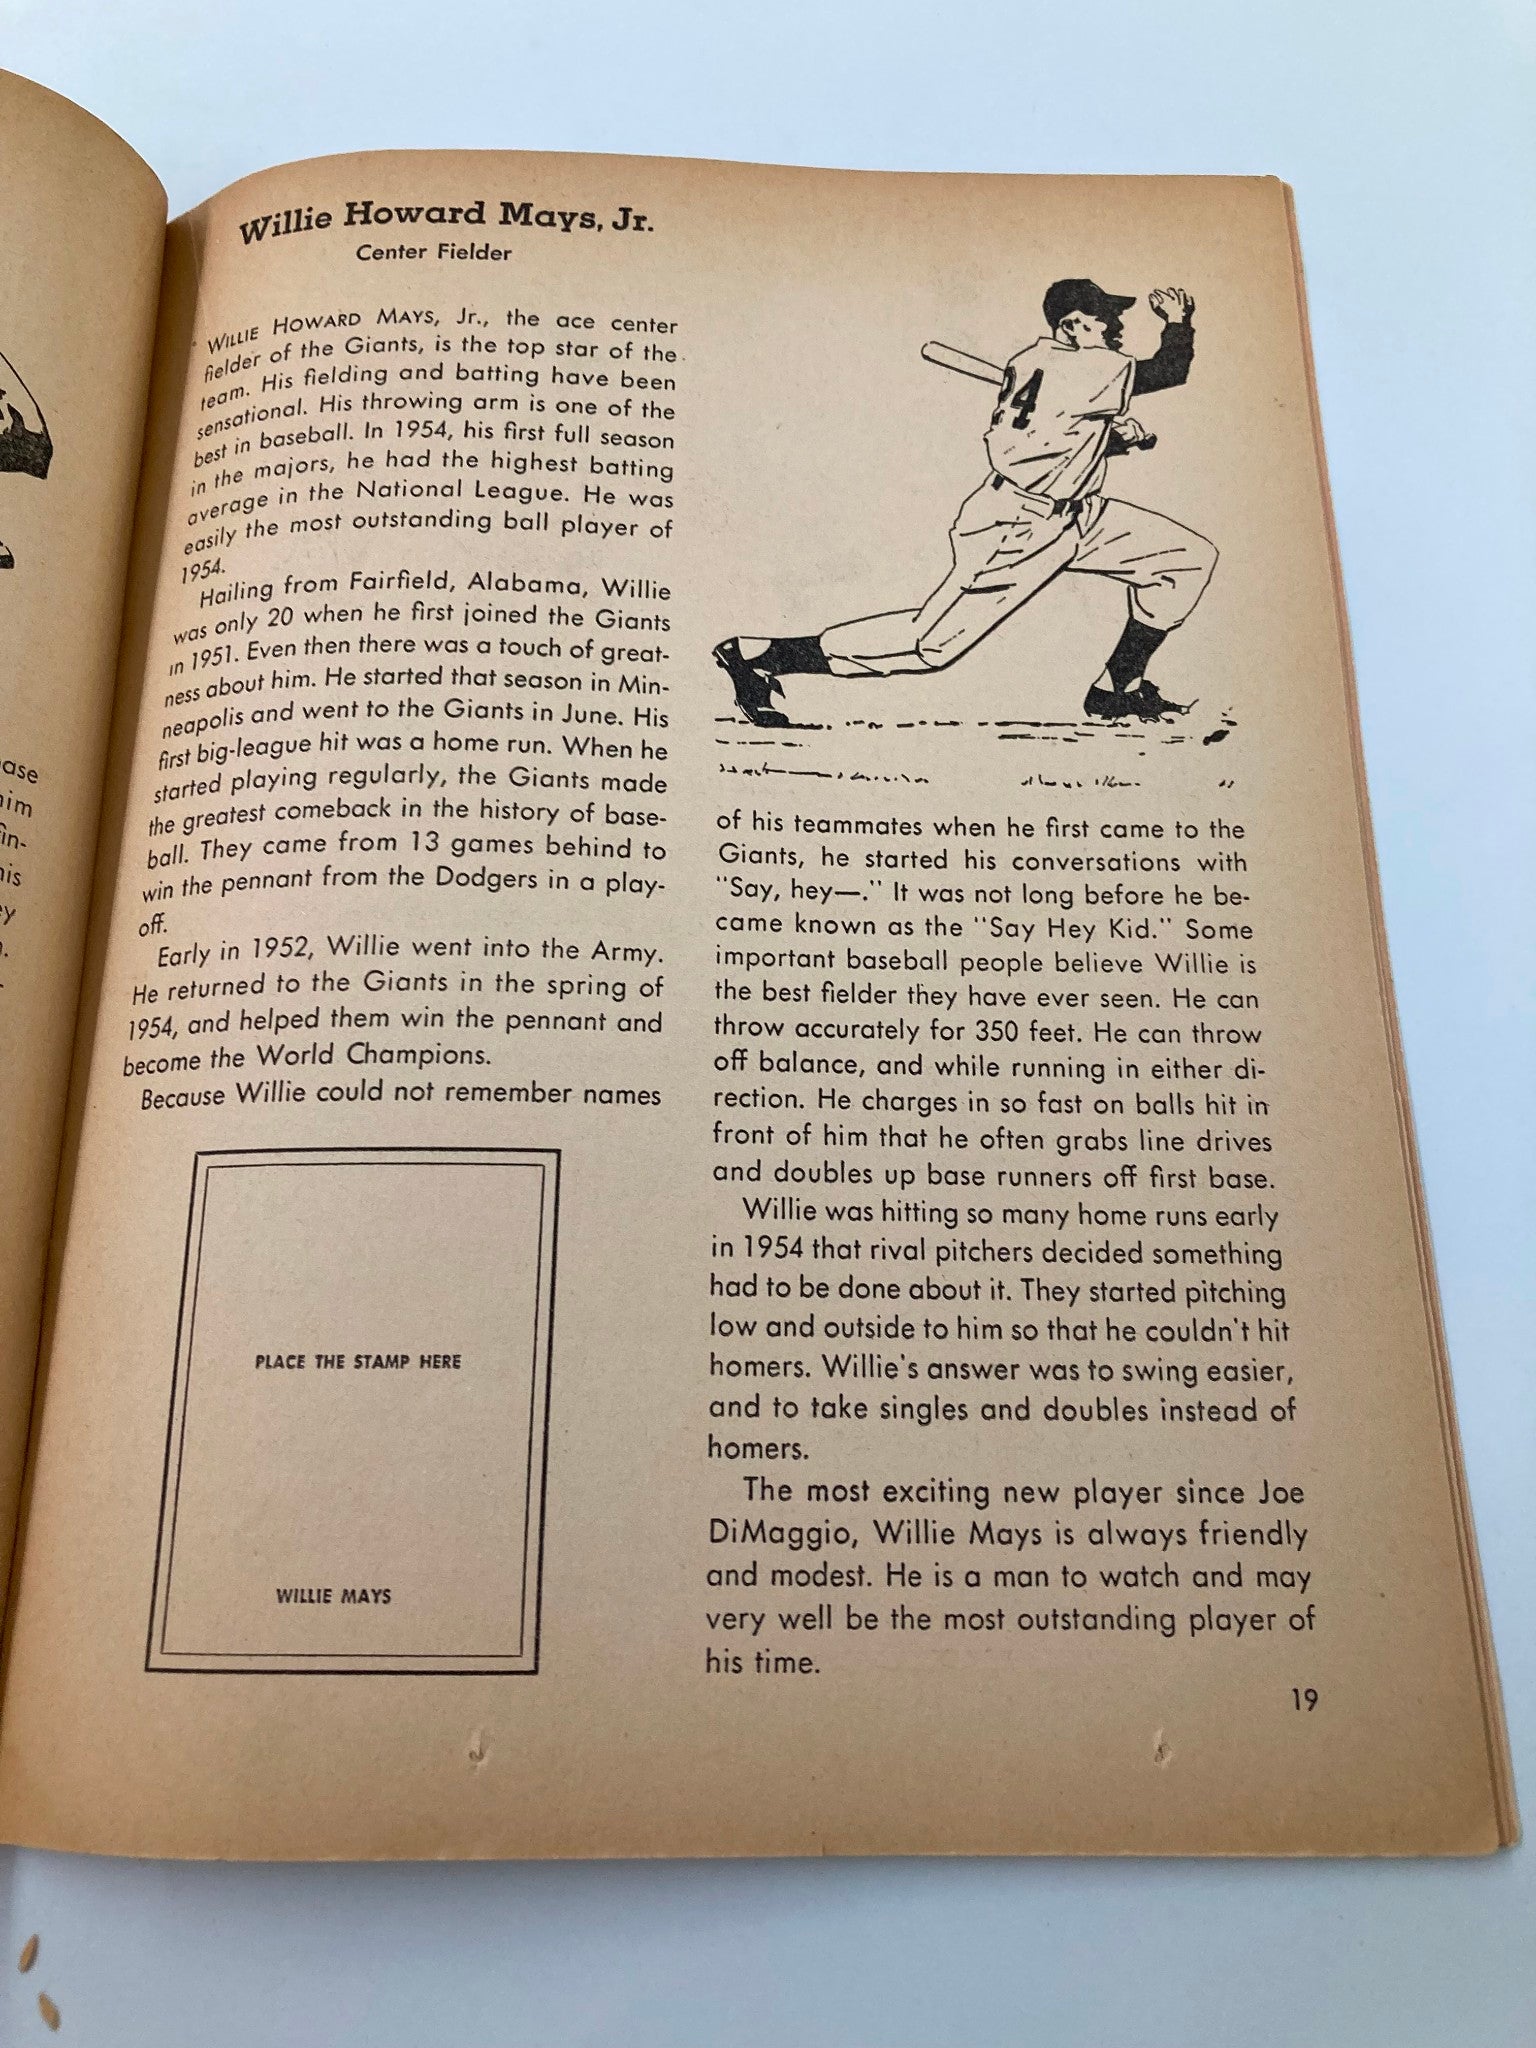 Willie Howard Mays, Jr.
Center Fielder
WILLIE HOWARD MAYS, Jr., the ace center
fielder of the Giants, is the top star of the
team. His fielding and batting have been
sensational. His throwing arm is one of the
best in baseball. In 1954, his first full season
in the majors, he had the highest batting
average in the National League. He was
easily the most outstanding ball player of
1954.
Hailing from Fairfield, Alabama, Willie
was only 20 when he first joined the Giants
in 1951. Even then there was a touch of great-
ness about him. He started that season in Min-
neapolis and went to the Giants in June. His
first big-league hit was a home run. When he
started playing regularly, the Giants made
the greatest comeback in the history of base-
ball. They came from 13 games behind to
win the pennant from the Dodgers in a play-
off.
Early in 1952, Willie went into the Army.
He returned to the Giants in the spring of
1954, and helped them win the pennant and
become the World Champions.
Because Willie could not remember names
PLACE THE STAMP HERE
WILLIE MAYS
24
of his teammates when he first came to the
Giants, he started his conversations with
"Say, hey—." It was not long before he be-
came known as the "Say Hey Kid." Some
important baseball people believe Willie is
the best fielder they have ever seen. He can
throw accurately for 350 feet. He can throw
off balance, and while running in either di-
rection. He charges in so fast on balls hit in
front of him that he often grabs line drives
and doubles up base runners off first base.
Willie was hitting so many home runs early
in 1954 that rival pitchers decided something
had to be done about it. They started pitching
low and outside to him so that he couldn't hit
homers. Willie's answer was to swing easier,
and to take singles and doubles instead of
homers.
The most exciting new player since Joe
DiMaggio, Willie Mays is always friendly
and modest. He is a man to watch and may
very well be the most outstanding player of
his time.
19